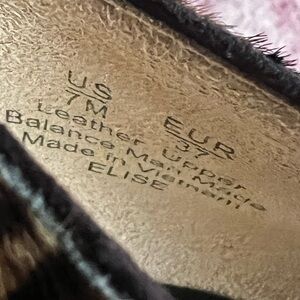 US EUR
7M 37
Leather Upper
Balance Man-Made
Made in Vietnam
ELISE